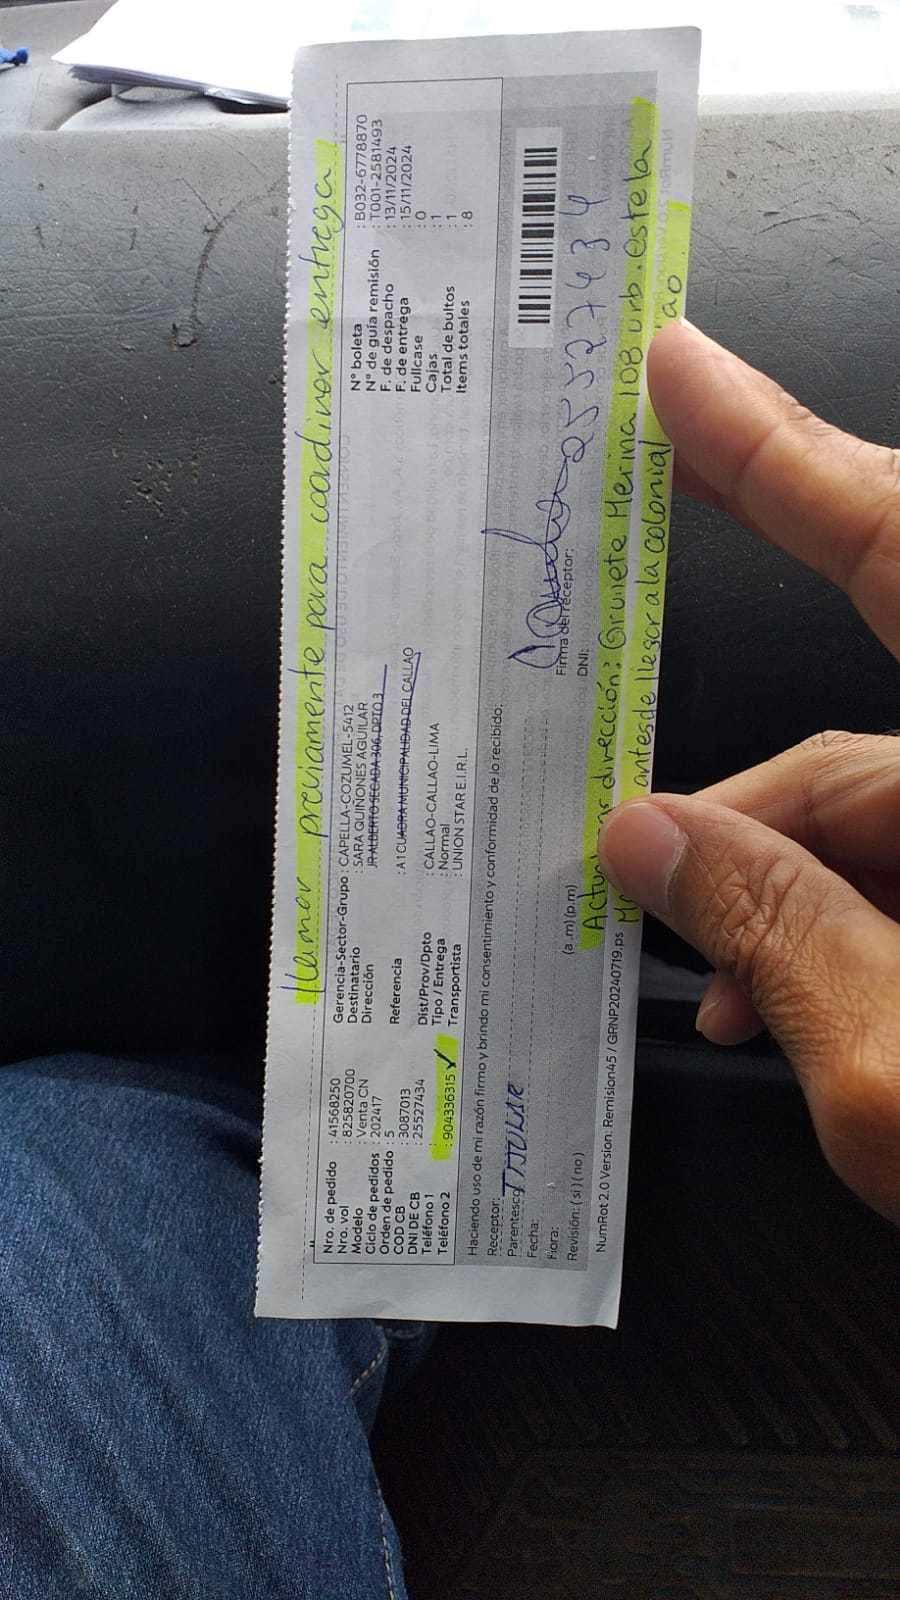 llamar previamente para coordinar entrega!
Nro. de pedido : 41568250
Nro. vol : 825820700
Modelo : Venta CN
Ciclo de pedidos : 202417
Orden de pedido : 5
COD CB : 3087013
DNI DE CB : 25527434
Teléfono 1 :
Teléfono 2 : 904336315 ✓
Gerencia-Sector-Grupo : CAPELLA-COZUMEL-5412
Destinatario : SARA QUIÑONES AGUILAR
Dirección JR ALBERTO SECADA 306, DPTO 3
Referencia : A 1 CUADRA MUNICIPALIDAD DEL CALLAO
Dist/Prov/Dpto : CALLAO-CALLAO-LIMA
Tipo / Entrega : Normal
Transportista : UNION STAR E.I.R.L.
N° boleta : B032-6778870
N° de guía remisión : T001-2581493
F. de despacho : 13/11/2024
F. de entrega : 15/11/2024
Fullcase : 0
Cajas : 1
Total de bultos : 1
Items totales : 8
Haciendo uso de mi razón firmo y brindo mi consentimiento y conformidad de lo recibido:
Receptor:
Parentesco: TITULAR
Fecha:
Hora: (a .m) (p.m)
Revisión: ( si ) ( no )
Firma del receptor:
DNI: 25527434
dirección: Merina 108 urb. estela
antes de llegar a la colonial
NumRot 2.0 Version. Remision45 / GRNP20240719.ps